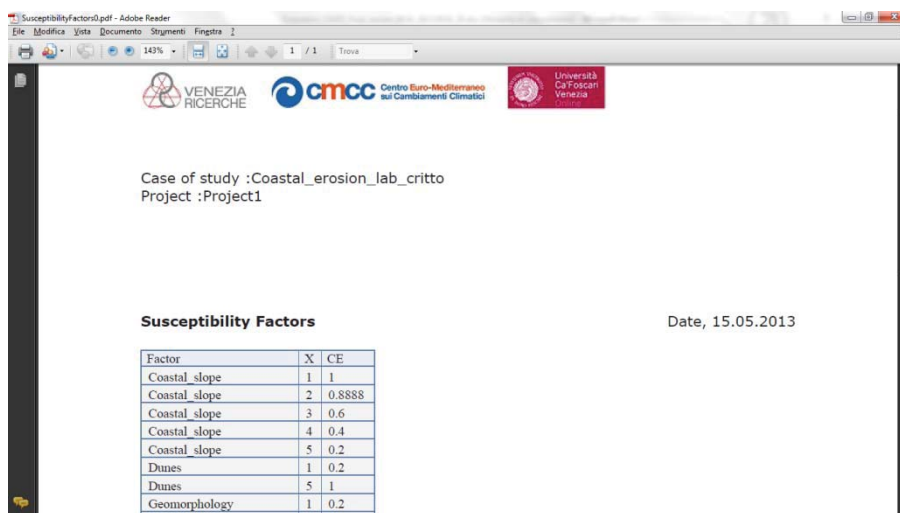 SusceptibilityFactors0.pdf - Adobe Reader
File Modifica Vista Documento Strumenti Finestra ?
143% 1 / 1 Trova
VENEZIA
RICERCHE
cmcc Centro Euro-Mediterraneo
sui Cambiamenti Climatici
Università
Ca'Foscari
Venezia
Online
Case of study :Coastal_erosion_lab_critto
Project :Project1
Susceptibility Factors Date, 15.05.2013
Factor X CE
Coastal_slope 1 1
Coastal_slope 2 0.8888
Coastal_slope 3 0.6
Coastal_slope 4 0.4
Coastal_slope 5 0.2
Dunes 1 0.2
Dunes 5 1
Geomorphology 1 0.2